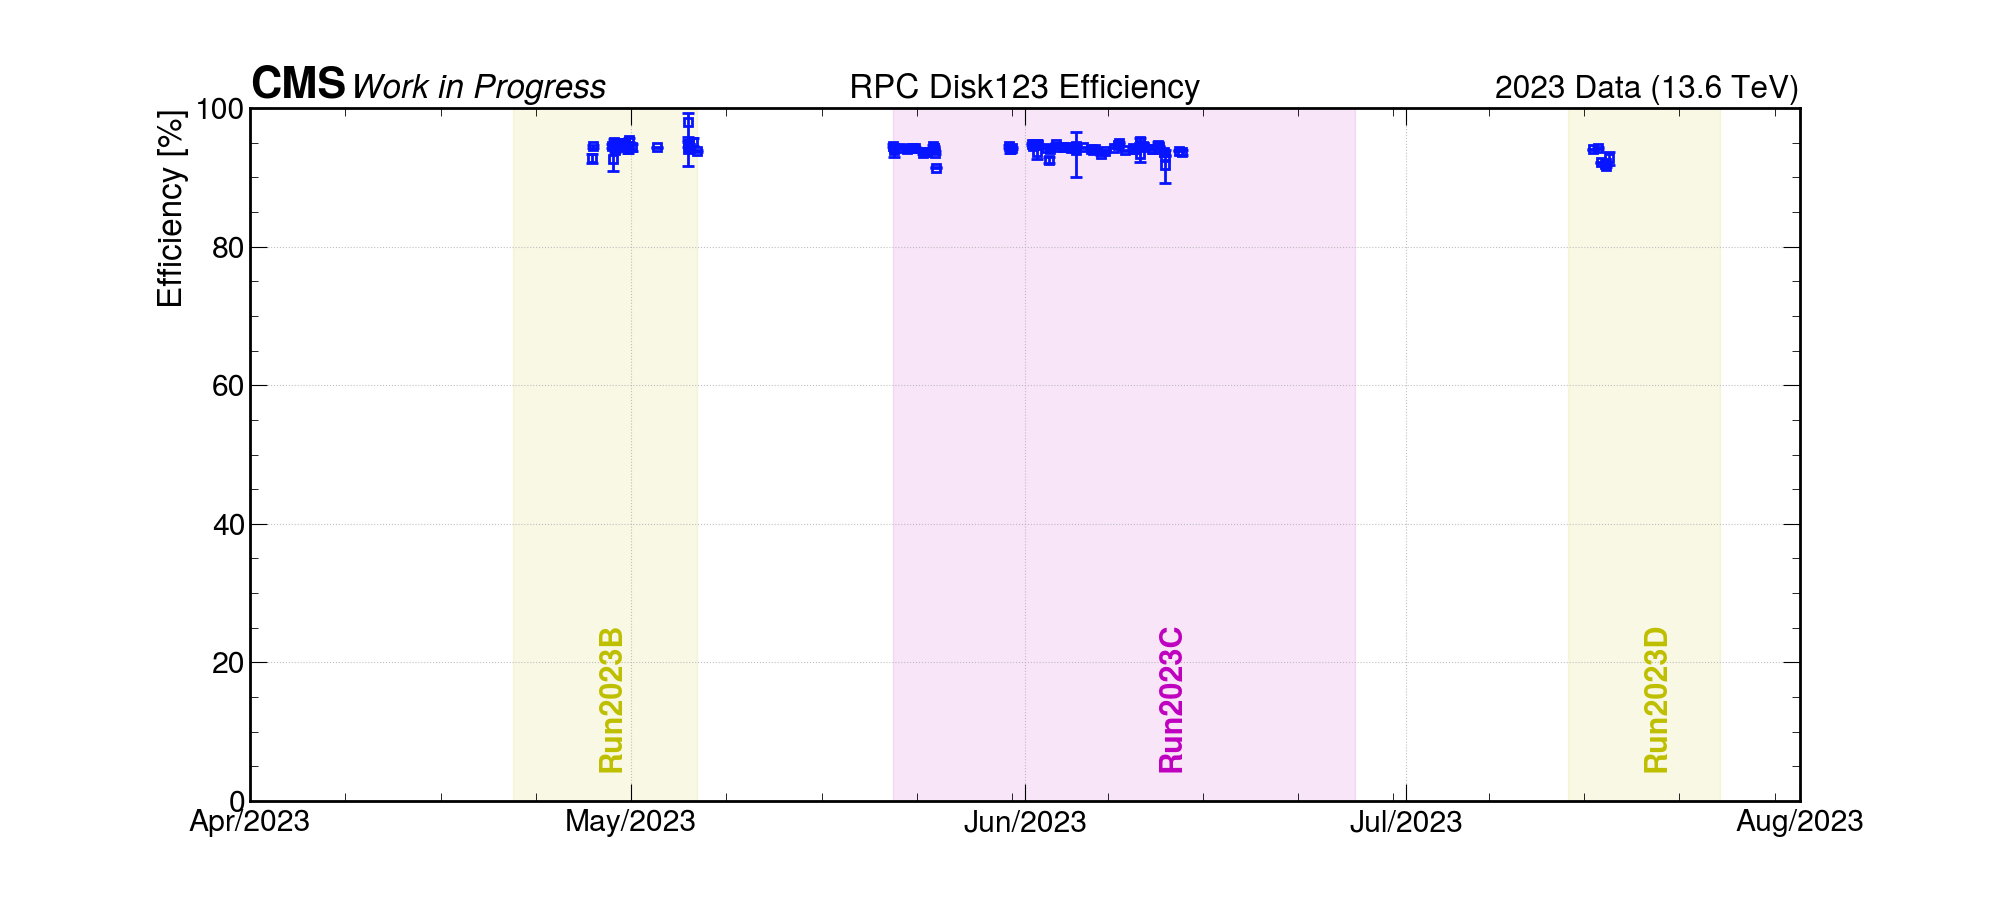 CMS Work in Progress RPC Disk123 Efficiency 2023 Data (13.6 TeV)
Efficiency [%]
100
80
60
40
20
0
Run2023B
Run2023C
Run2023D
Apr/2023 May/2023 Jun/2023 Jul/2023 Aug/2023